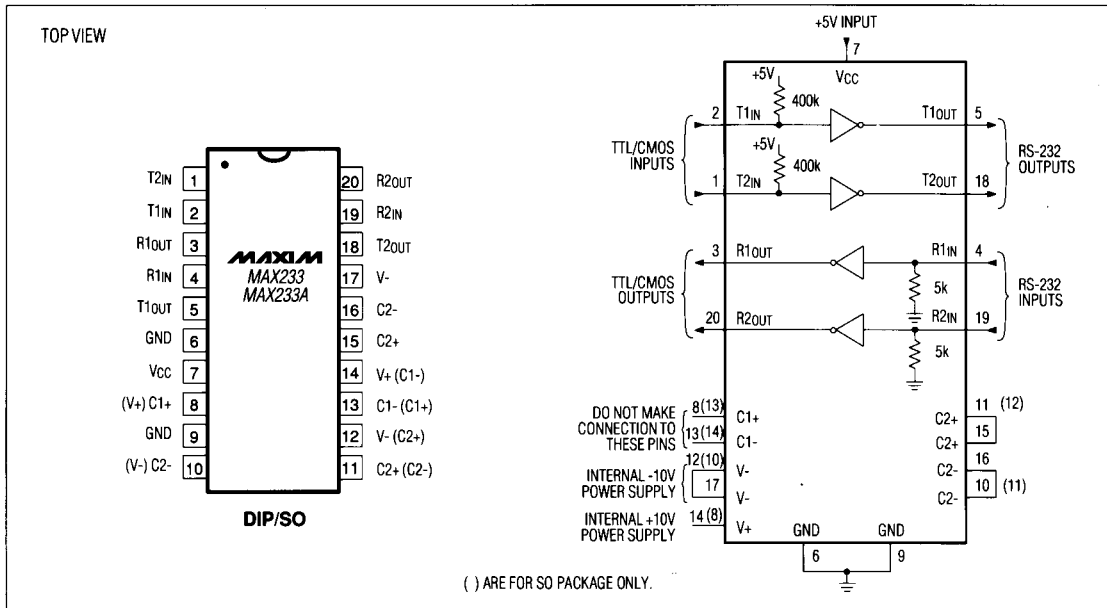 TOP VIEW
T2IN 1
T1IN 2
R1OUT 3
R1IN 4
T1OUT 5
GND 6
VCC 7
(V+) C1+ 8
GND 9
(V-) C2- 10
20 R2OUT
19 R2IN
18 T2OUT
17 V-
16 C2-
15 C2+
14 V+ (C1-)
13 C1- (C1+)
12 V- (C2+)
11 C2+ (C2-)
MAXIM
MAX233
MAX233A
DIP/SO
+5V INPUT
7
VCC
+5V
400k
2 T1IN T1OUT 5
+5V
400k
1 T2IN T2OUT 18
TTL/CMOS
INPUTS
RS-232
OUTPUTS
3 R1OUT R1IN 4
5k
20 R2OUT R2IN 19
5k
TTL/CMOS
OUTPUTS
RS-232
INPUTS
DO NOT MAKE
CONNECTION TO
THESE PINS
8 (13) C1+
13 (14) C1-
INTERNAL -10V
POWER SUPPLY
12 (10) V-
17 V-
INTERNAL +10V
POWER SUPPLY
14 (8) V+
C2+ 11 (12)
C2+ 15
C2- 16
C2- 10 (11)
GND GND
6 9
( ) ARE FOR SO PACKAGE ONLY.